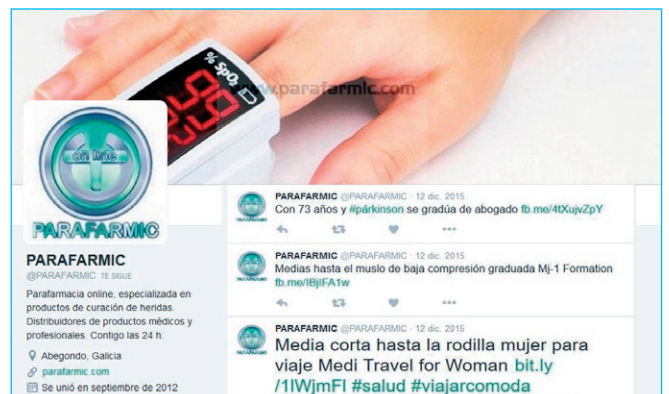 % SpO₂
www.parafarmic.com
on line
PARAFARMIC
PARAFARMIC
@PARAFARMIC TE SIGUE
Parafarmacia online, especializada en
productos de curación de heridas.
Distribuidores de productos médicos y
profesionales. Contigo las 24 h.
Abegondo, Galicia
parafarmic.com
Se unió en septiembre de 2012
PARAFARMIC @PARAFARMIC · 12 dic. 2015
Con 73 años y #párkinson se gradúa de abogado fb.me/4tXujvZpY
PARAFARMIC @PARAFARMIC · 12 dic. 2015
Medias hasta el muslo de baja compresión graduada Mj-1 Formation
fb.me/IBjlFA1w
PARAFARMIC @PARAFARMIC · 12 dic. 2015
Media corta hasta la rodilla mujer para
viaje Medi Travel for Woman bit.ly
/1lWjmFl #salud #viajarcomoda